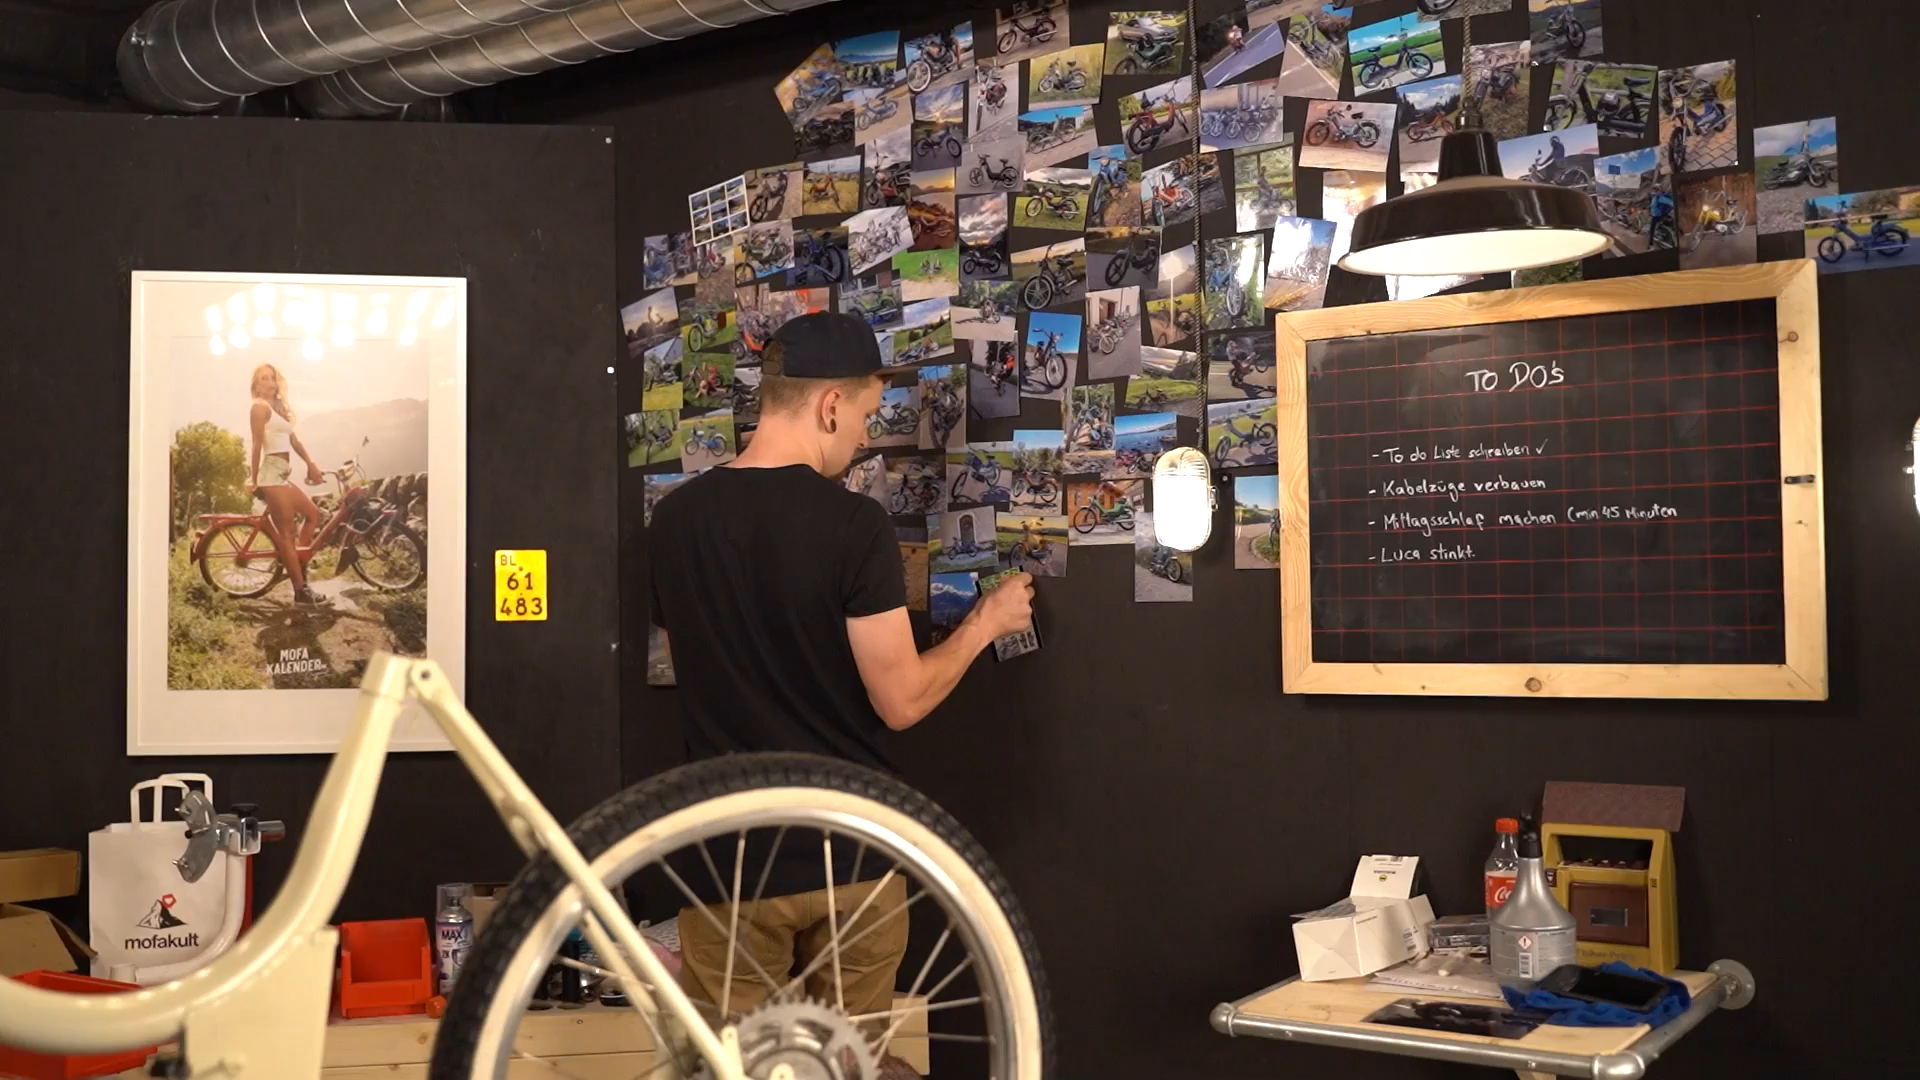 TO DO's
- To do Liste schreiben ✓
- Kabelzüge verbauen
- Mittagsschlaf machen (min 45 Minuten
- Luca stinkt.
MOFA
KALENDER
BL
61
483
mofakult
MAX